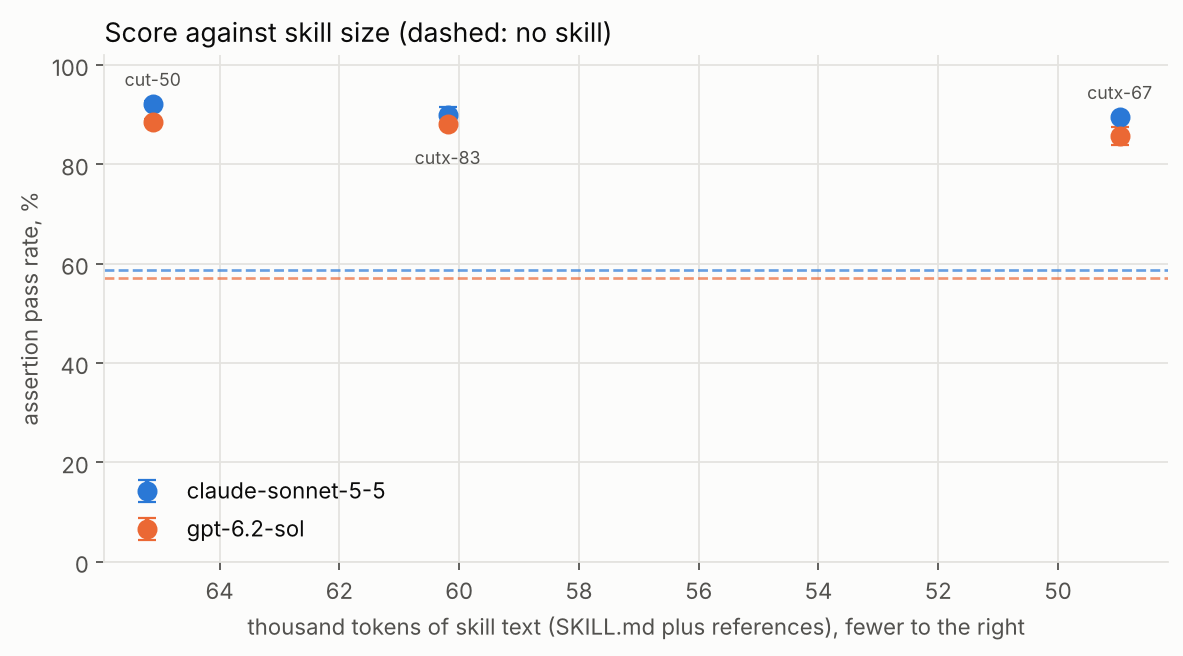 Score against skill size (dashed: no skill)
100
80
60
40
20
0
assertion pass rate, %
cut-50
cutx-83
cutx-67
claude-sonnet-5-5
gpt-6.2-sol
64
62
60
58
56
54
52
50
thousand tokens of skill text (SKILL.md plus references), fewer to the right